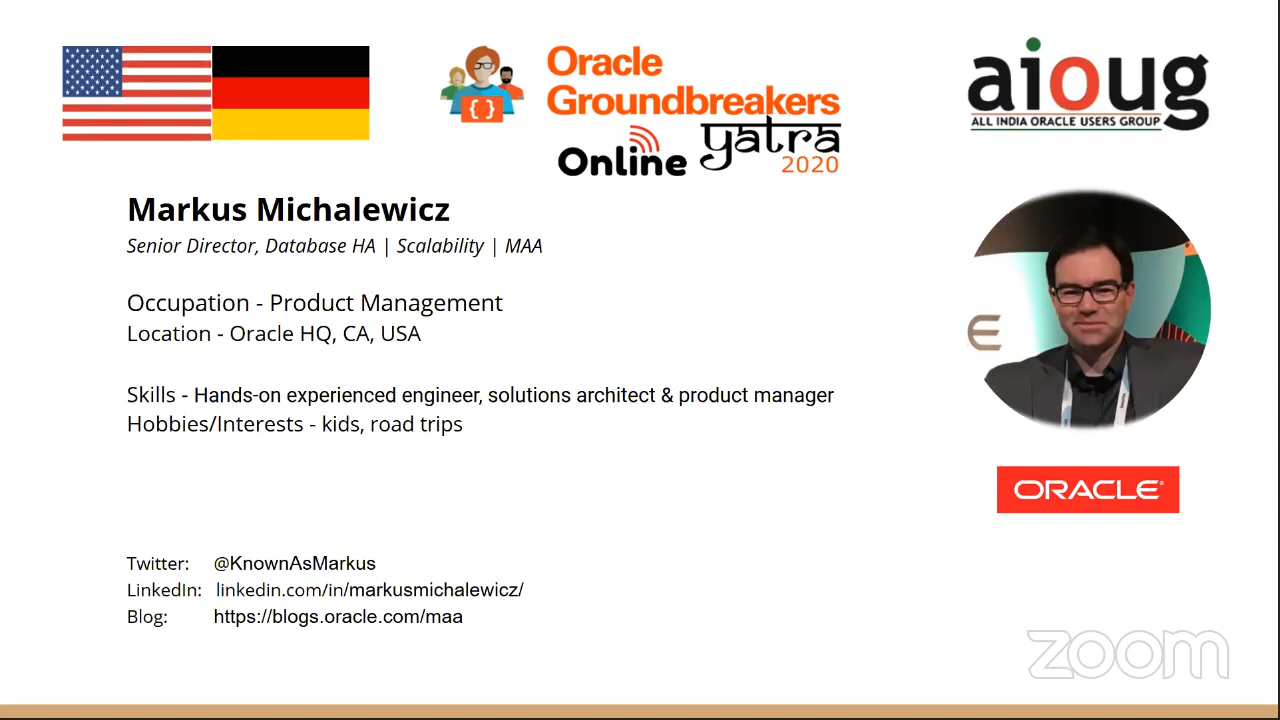 Oracle
Groundbreakers
Online yatra
2020
aioug
ALL INDIA ORACLE USERS GROUP
Markus Michalewicz
Senior Director, Database HA | Scalability | MAA
Occupation - Product Management
Location - Oracle HQ, CA, USA
Skills - Hands-on experienced engineer, solutions architect & product manager
Hobbies/Interests - kids, road trips
E
ORACLE®
Twitter: @KnownAsMarkus
LinkedIn: linkedin.com/in/markusmichalewicz/
Blog: https://blogs.oracle.com/maa
zoom